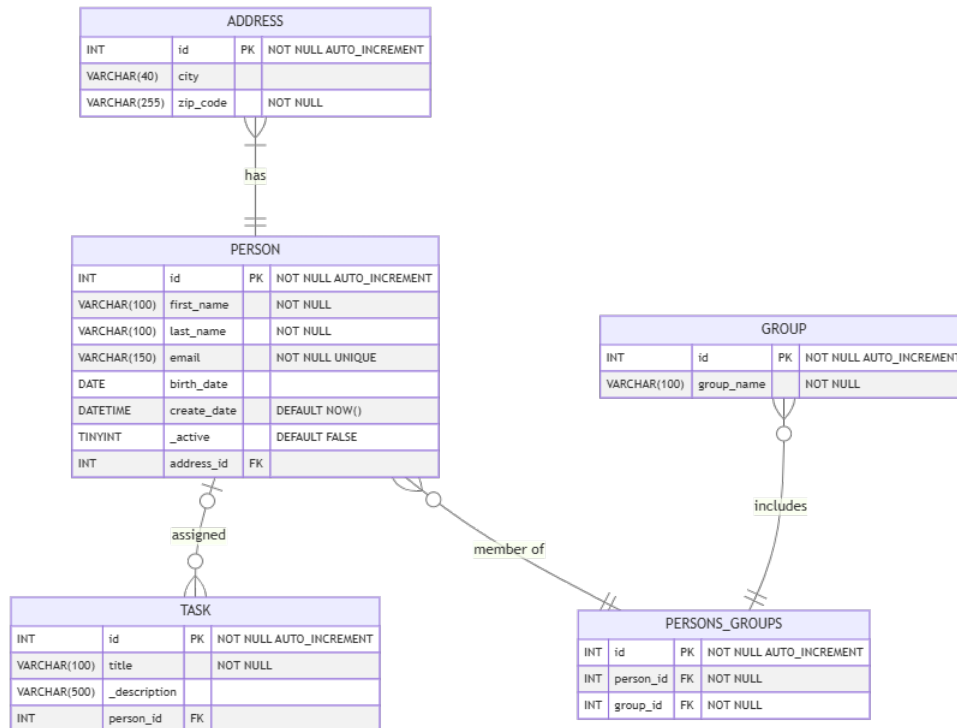 ADDRESS
INT id PK NOT NULL AUTO_INCREMENT
VARCHAR(40) city
VARCHAR(255) zip_code NOT NULL
has
PERSON
INT id PK NOT NULL AUTO_INCREMENT
VARCHAR(100) first_name NOT NULL
VARCHAR(100) last_name NOT NULL
VARCHAR(150) email NOT NULL UNIQUE
DATE birth_date
DATETIME create_date DEFAULT NOW()
TINYINT _active DEFAULT FALSE
INT address_id FK
GROUP
INT id PK NOT NULL AUTO_INCREMENT
VARCHAR(100) group_name NOT NULL
assigned
member of
includes
TASK
INT id PK NOT NULL AUTO_INCREMENT
VARCHAR(100) title NOT NULL
VARCHAR(500) _description
INT person_id FK
PERSONS_GROUPS
INT id PK NOT NULL AUTO_INCREMENT
INT person_id FK NOT NULL
INT group_id FK NOT NULL